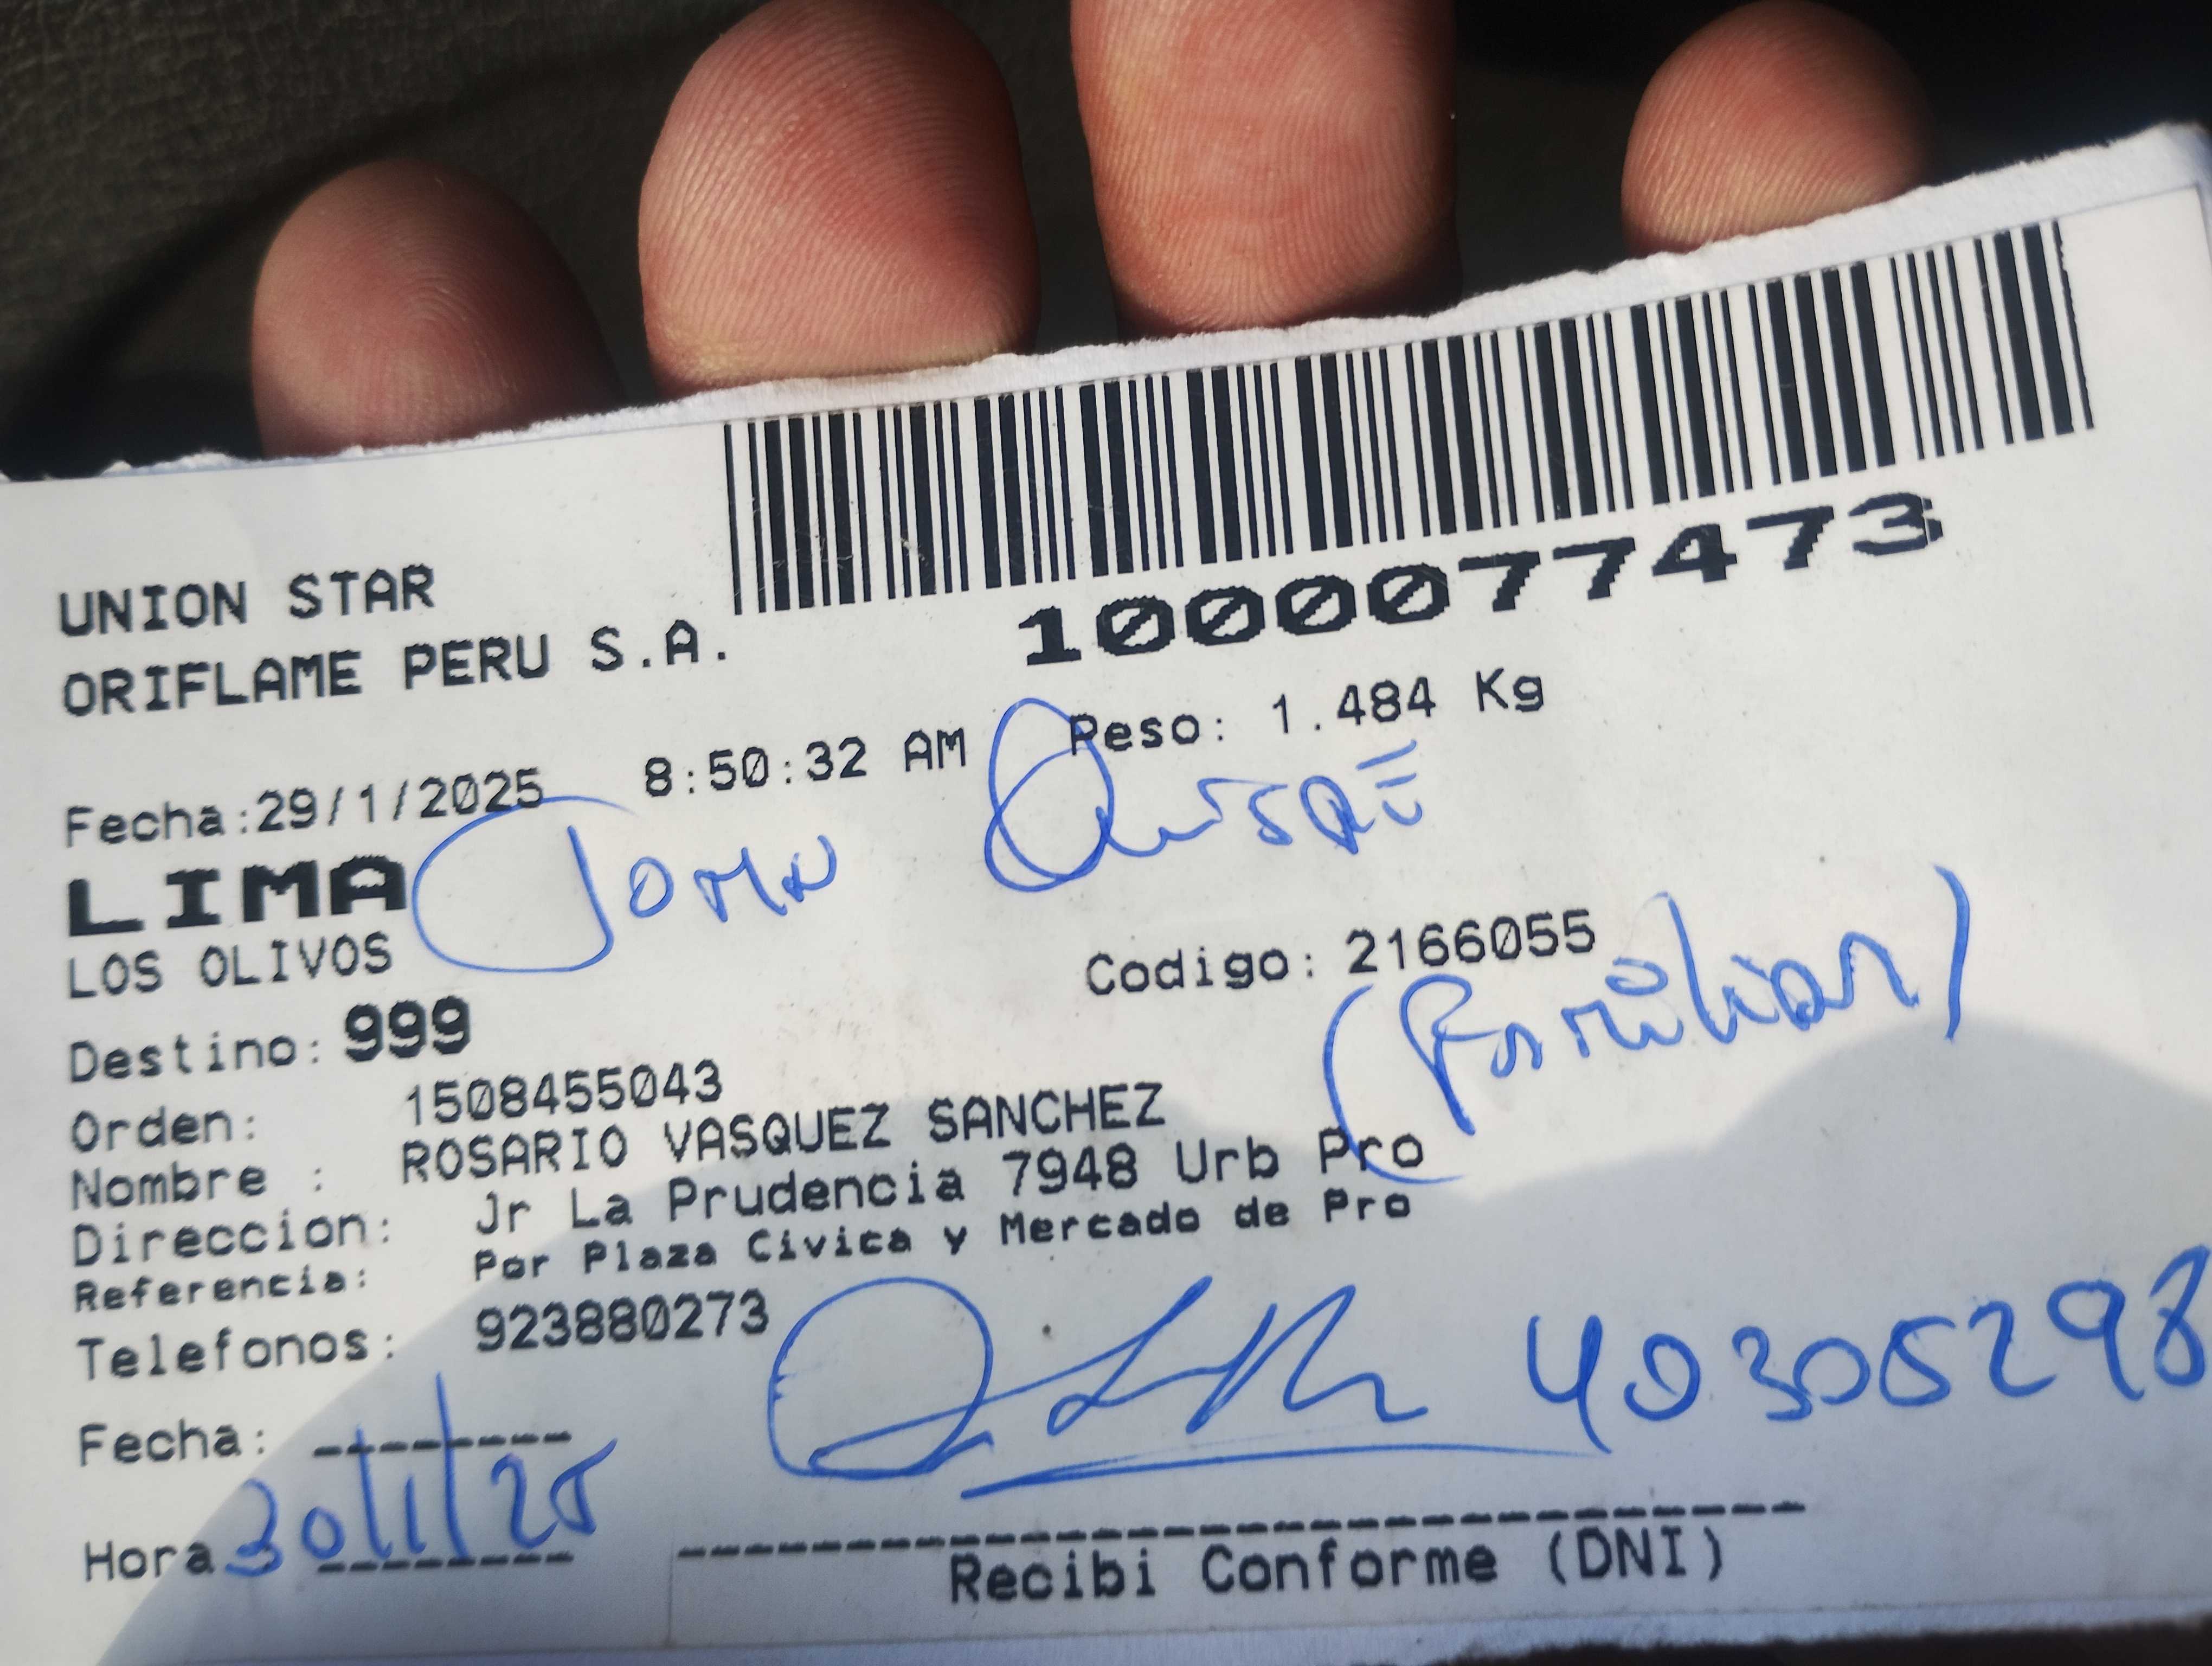 UNION STAR
ORIFLAME PERU S.A.
1000077473
Fecha:29/1/2025 8:50:32 AM Peso: 1.484 Kg
LIMA
JOHN QUISPE
LOS OLIVOS
Codigo: 2166055
Destino: 999
(Familiar)
Orden: 1508455043
Nombre : ROSARIO VASQUEZ SANCHEZ
Direccion: Jr La Prudencia 7948 Urb Pro
Referencia: Por Plaza Civica y Mercado de Pro
Telefonos: 923880273
40305298
Fecha:
30/1/25
Hora
Recibi Conforme (DNI)